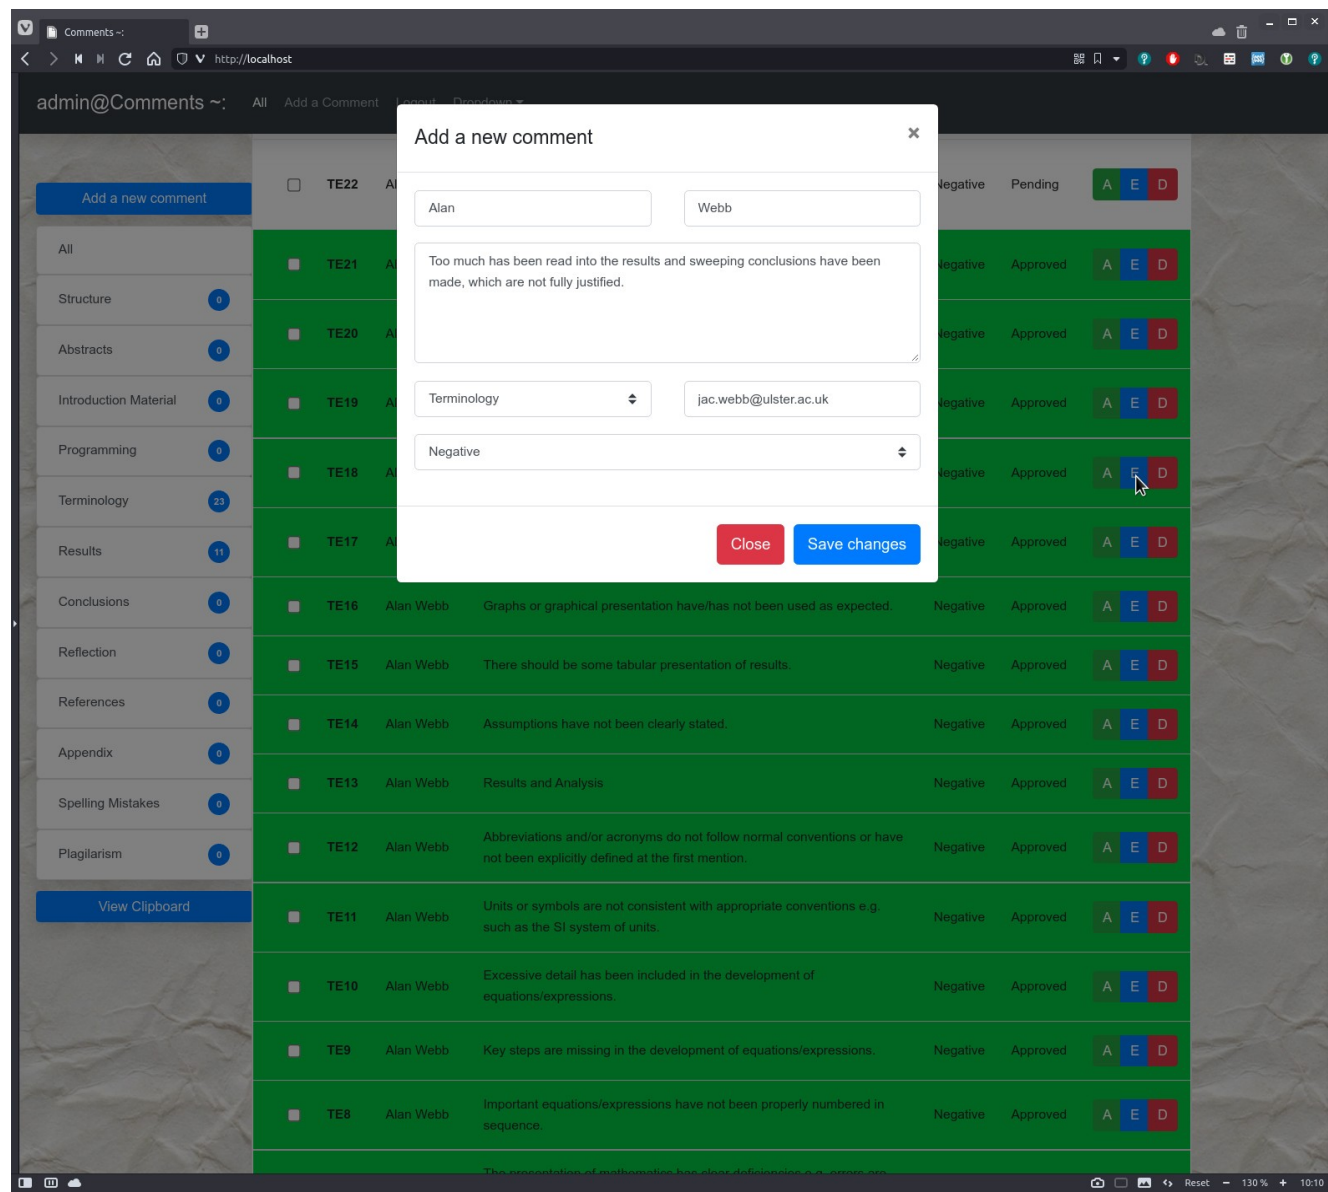 Comments ~:
http://localhost
admin@Comments ~: All Add a Comment Logout Dropdown
Add a new comment
All
Structure 0
Abstracts 0
Introduction Material 0
Programming 0
Terminology 23
Results 11
Conclusions 0
Reflection 0
References 0
Appendix 0
Spelling Mistakes 0
Plagilarism 0
View Clipboard
Add a new comment ×
Alan Webb
Too much has been read into the results and sweeping conclusions have been
made, which are not fully justified.
Terminology jac.webb@ulster.ac.uk
Negative
Close Save changes
TE22 Negative Pending A E D
TE21 Negative Approved A E D
TE20 Negative Approved A E D
TE19 Negative Approved A E D
TE18 Negative Approved A E D
TE17 Negative Approved A E D
TE16 Alan Webb Graphs or graphical presentation have/has not been used as expected. Negative Approved A E D
TE15 Alan Webb There should be some tabular presentation of results. Negative Approved A E D
TE14 Alan Webb Assumptions have not been clearly stated. Negative Approved A E D
TE13 Alan Webb Results and Analysis Negative Approved A E D
TE12 Alan Webb Abbreviations and/or acronyms do not follow normal conventions or have
not been explicitly defined at the first mention. Negative Approved A E D
TE11 Alan Webb Units or symbols are not consistent with appropriate conventions e.g.
such as the SI system of units. Negative Approved A E D
TE10 Alan Webb Excessive detail has been included in the development of
equations/expressions. Negative Approved A E D
TE9 Alan Webb Key steps are missing in the development of equations/expressions. Negative Approved A E D
TE8 Alan Webb Important equations/expressions have not been properly numbered in
sequence. Negative Approved A E D
The presentation of mathematics has clear deficiencies e.g. errors are
Reset 130 % 10:10